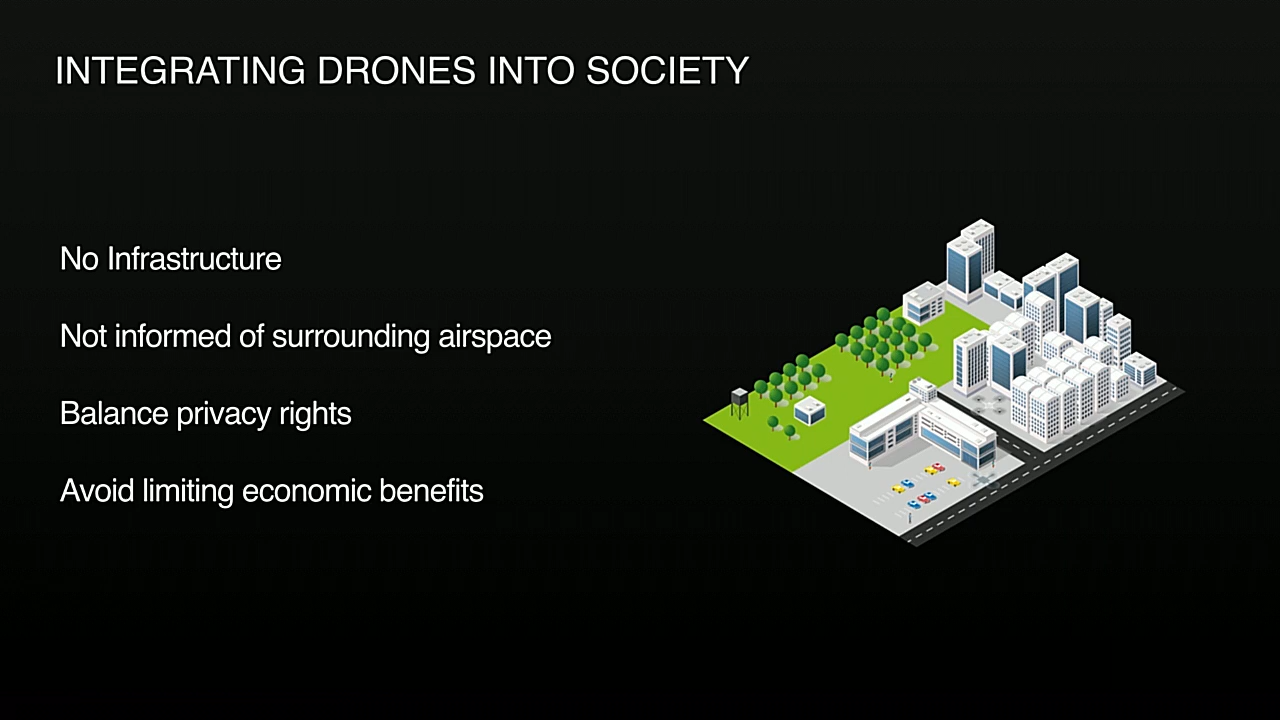 INTEGRATING DRONES INTO SOCIETY
No Infrastructure
Not informed of surrounding airspace
Balance privacy rights
Avoid limiting economic benefits